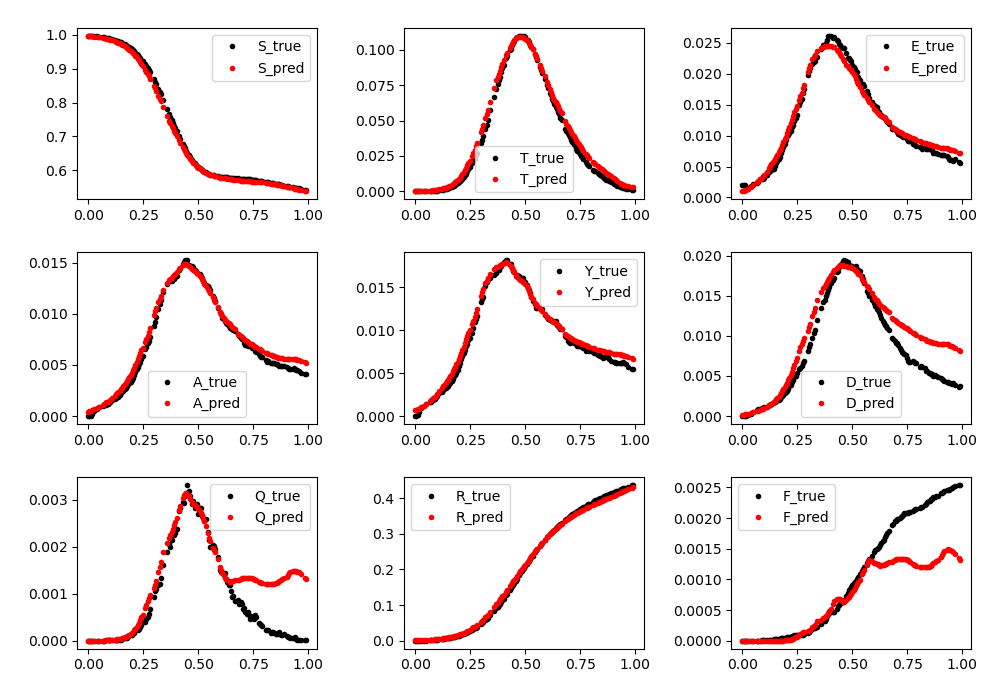 1.0
0.9
0.8
0.7
0.6
S_true
S_pred
0.00 0.25 0.50 0.75 1.00
0.100
0.075
0.050
0.025
0.000
T_true
T_pred
0.00 0.25 0.50 0.75 1.00
0.025
0.020
0.015
0.010
0.005
0.000
E_true
E_pred
0.00 0.25 0.50 0.75 1.00
0.015
0.010
0.005
0.000
A_true
A_pred
0.00 0.25 0.50 0.75 1.00
0.015
0.010
0.005
0.000
Y_true
Y_pred
0.00 0.25 0.50 0.75 1.00
0.020
0.015
0.010
0.005
0.000
D_true
D_pred
0.00 0.25 0.50 0.75 1.00
0.003
0.002
0.001
0.000
Q_true
Q_pred
0.00 0.25 0.50 0.75 1.00
0.4
0.3
0.2
0.1
0.0
R_true
R_pred
0.00 0.25 0.50 0.75 1.00
0.0025
0.0020
0.0015
0.0010
0.0005
0.0000
F_true
F_pred
0.00 0.25 0.50 0.75 1.00